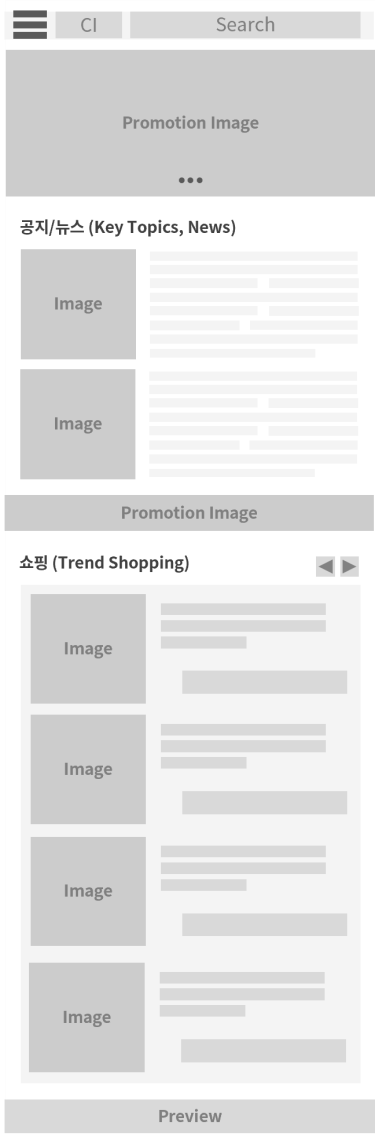 CI
Search
Promotion Image
공지/뉴스 (Key Topics, News)
Image
Image
Promotion Image
쇼핑 (Trend Shopping)
Image
Image
Image
Image
Preview